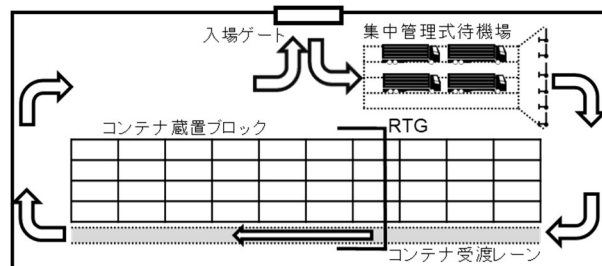 入場ゲート
集中管理式待機場
コンテナ蔵置ブロック
RTG
コンテナ受渡レーン